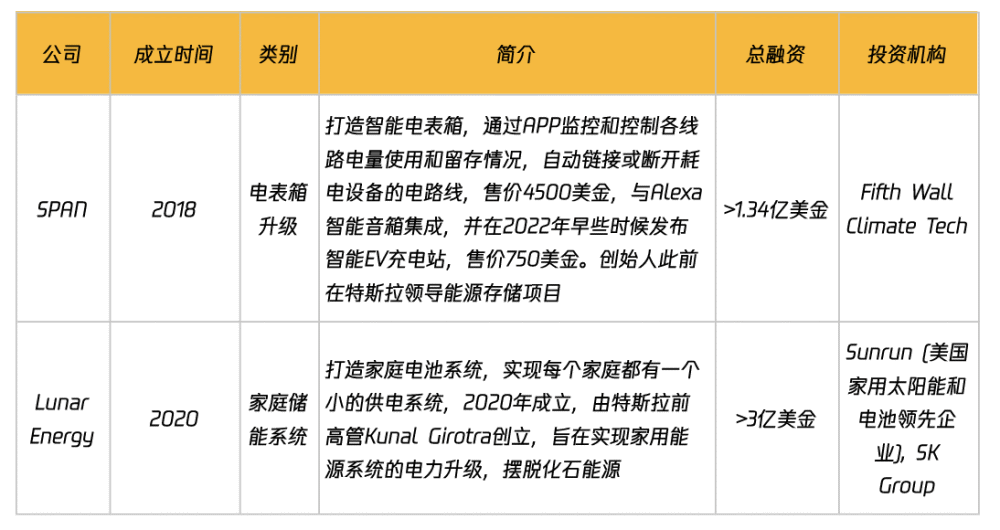 公司
成立时间
类别
简介
总融资
投资机构
SPAN
2018
电表箱
升级
打造智能电表箱，通过APP监控和控制各线
路电量使用和留存情况，自动链接或断开耗
电设备的电路线，售价4500美金，与Alexa
智能音箱集成，并在2022年早些时候发布
智能EV充电站，售价750美金。创始人此前
在特斯拉领导能源存储项目
>1.34亿美金
Fifth Wall
Climate Tech
Lunar
Energy
2020
家庭储
能系统
打造家庭电池系统，实现每个家庭都有一个
小的供电系统，2020年成立，由特斯拉前
高管Kunal Girotra创立，旨在实现家用能
源系统的电力升级，摆脱化石能源
>3亿美金
Sunrun (美国
家用太阳能和
电池领先企
业), SK
Group